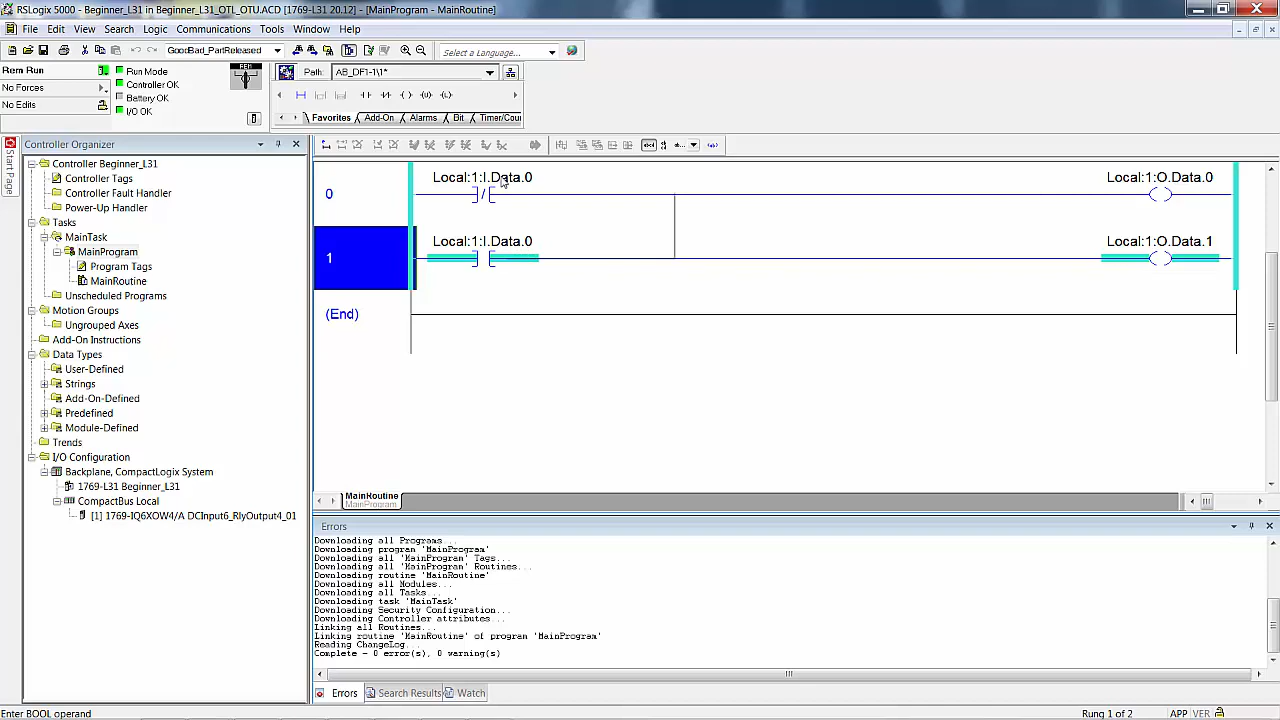 RSLogix 5000 - Beginner_L31 in Beginner_L31_OTL_OTU.ACD [1769-L31 20.12] - [MainProgram - MainRoutine]
File Edit View Search Logic Communications Tools Window Help
GoodBad_PartReleased
Select a Language...
Rem Run
No Forces
No Edits
Run Mode
Controller OK
Battery OK
I/O OK
REM
Path: AB_DF1-1\1*
Favorites Add-On Alarms Bit Timer/Cou
Start Page
Controller Organizer
Controller Beginner_L31
Controller Tags
Controller Fault Handler
Power-Up Handler
Tasks
MainTask
MainProgram
Program Tags
MainRoutine
Unscheduled Programs
Motion Groups
Ungrouped Axes
Add-On Instructions
Data Types
User-Defined
Strings
Add-On-Defined
Predefined
Module-Defined
Trends
I/O Configuration
Backplane, CompactLogix System
1769-L31 Beginner_L31
CompactBus Local
[1] 1769-IQ6XOW4/A DCInput6_RlyOutput4_01
0
Local:1:I.Data.0
Local:1:O.Data.0
1
Local:1:I.Data.0
Local:1:O.Data.1
(End)
MainRoutine
MainProgram
Errors
Downloading all Programs...
Downloading program 'MainProgram'
Downloading all 'MainProgram' Tags...
Downloading all 'MainProgram' Routines...
Downloading routine 'MainRoutine'
Downloading all Modules...
Downloading all Tasks...
Downloading task 'MainTask'
Downloading Security Configuration...
Downloading Controller attributes...
Linking all Routines...
Linking routine 'MainRoutine' of program 'MainProgram'
Reading ChangeLog...
Complete - 0 error(s), 0 warning(s)
Errors Search Results Watch
Enter BOOL operand
Rung 1 of 2
APP VER